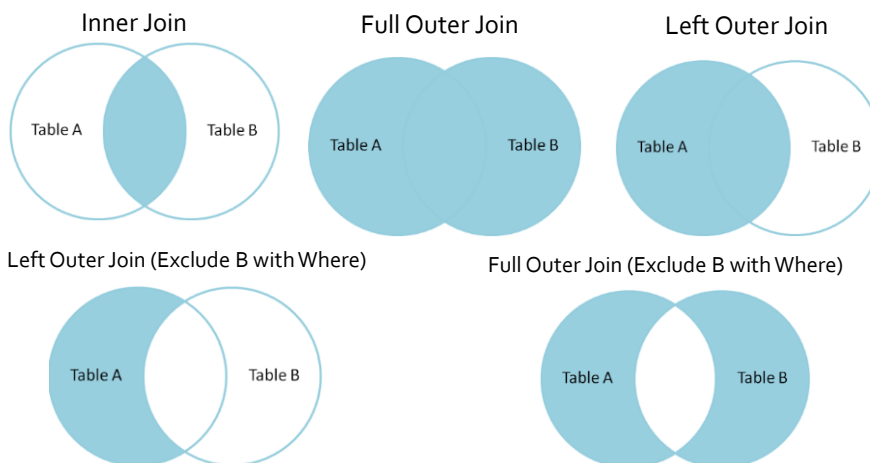 Inner Join
Full Outer Join
Left Outer Join
Table A
Table B
Table A
Table B
Table A
Table B
Left Outer Join (Exclude B with Where)
Full Outer Join (Exclude B with Where)
Table A
Table B
Table A
Table B